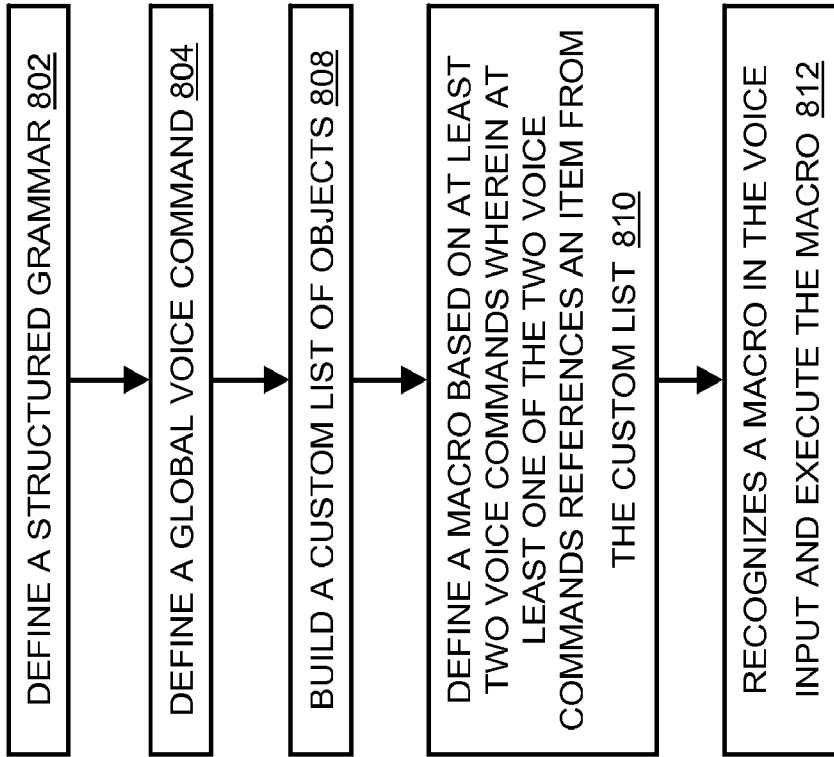 DEFINE A STRUCTURED GRAMMAR 802
DEFINE A GLOBAL VOICE COMMAND 804
BUILD A CUSTOM LIST OF OBJECTS 808
DEFINE A MACRO BASED ON AT LEAST
TWO VOICE COMMANDS WHEREIN AT
LEAST ONE OF THE TWO VOICE
COMMANDS REFERENCES AN ITEM FROM
THE CUSTOM LIST 810
RECOGNIZES A MACRO IN THE VOICE
INPUT AND EXECUTE THE MACRO 812